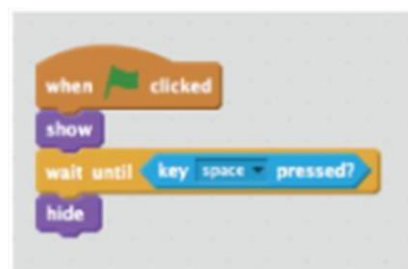 when clicked
show
wait until key space pressed?
hide